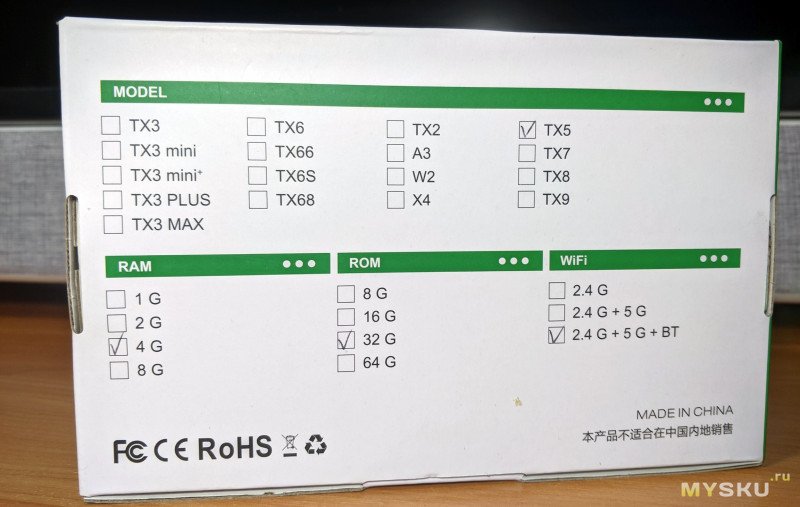 MODEL
TX3
TX3 mini
TX3 mini+
TX3 PLUS
TX3 MAX
TX6
TX66
TX6S
TX68
TX2
A3
W2
X4
TX5
TX7
TX8
TX9
RAM
1 G
2 G
4 G
8 G
ROM
8 G
16 G
32 G
64 G
WiFi
2.4 G
2.4 G + 5 G
2.4 G + 5 G + BT
FC CE RoHS
MADE IN CHINA
本产品不适合在中国内地销售
MYSKU.ru